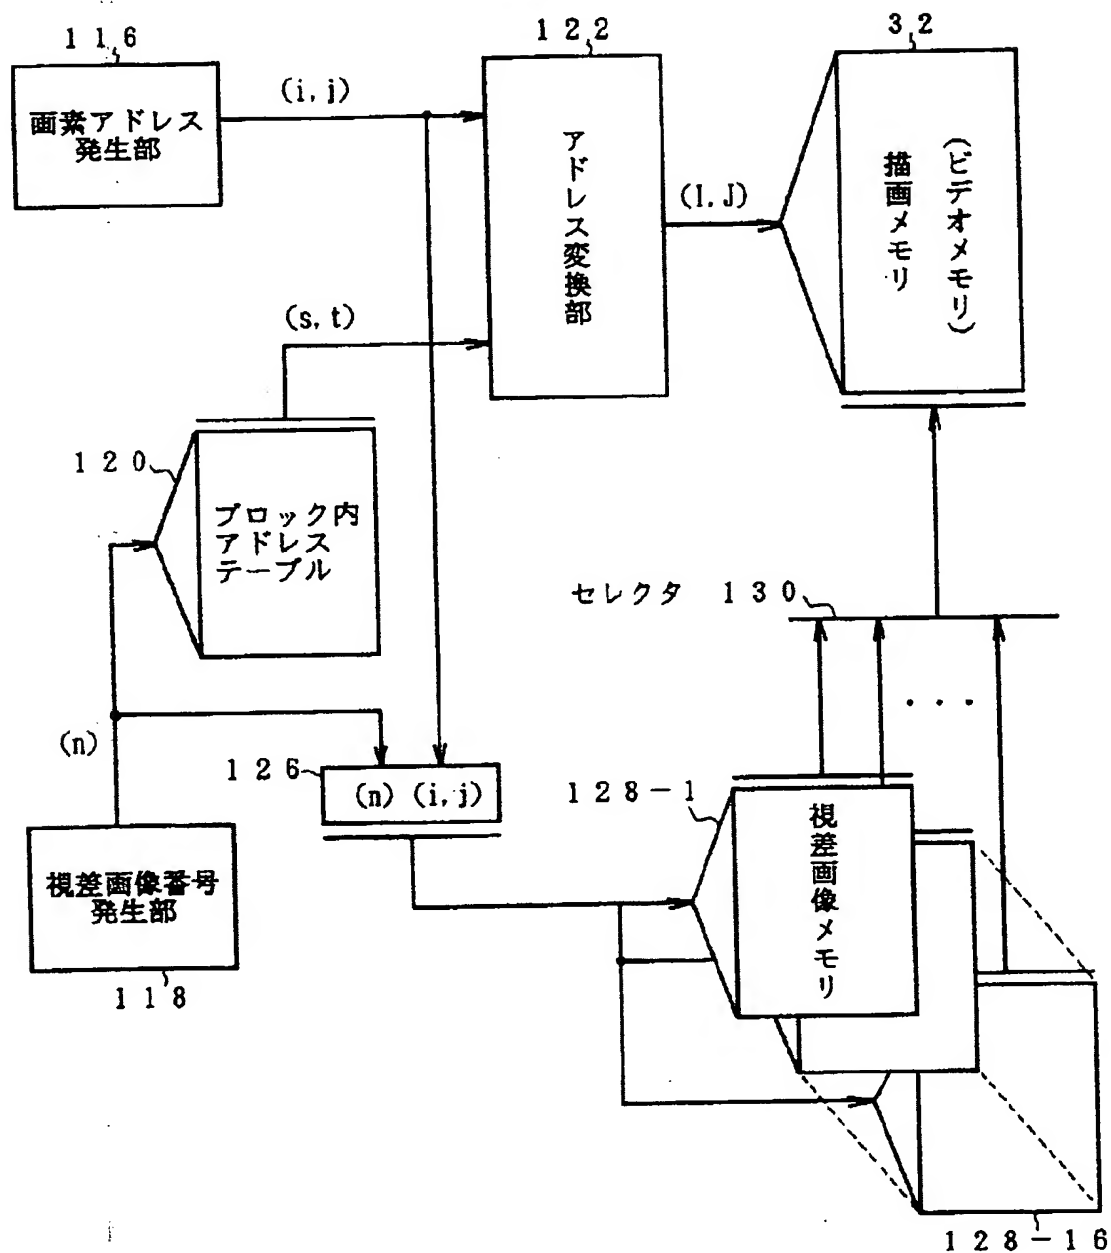 116
画素アドレス
発生部
(i, j)
122
アドレス変換部
(I, J)
32
描画メモリ
(ビデオメモリ)
(s, t)
120
ブロック内
アドレス
テーブル
セレクタ 130
. . .
(n)
126
(n) (i, j)
128-1
視差画像メモリ
視差画像番号
発生部
118
128-16